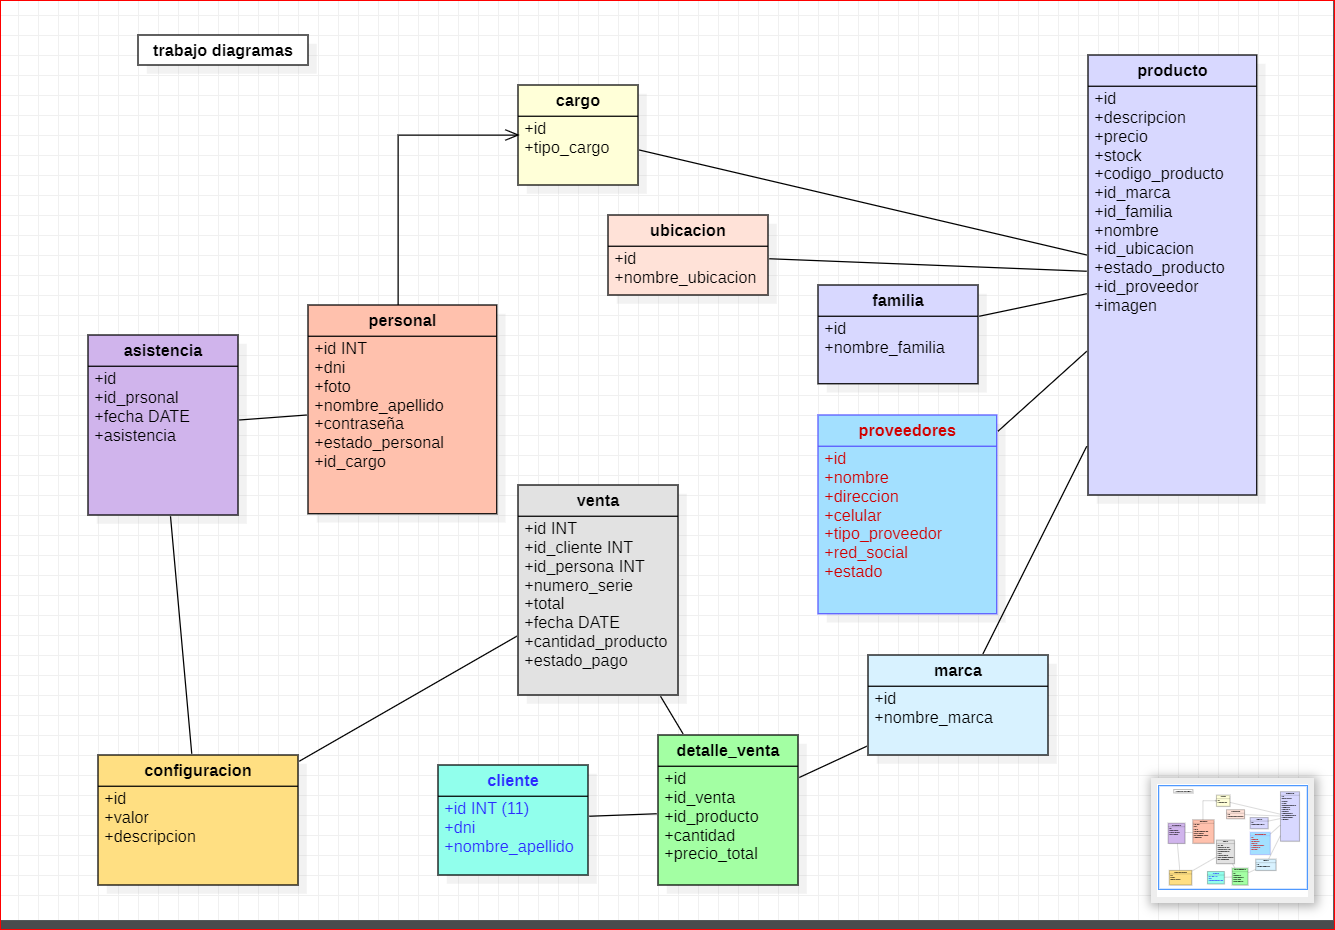 trabajo diagramas
cargo
+id
+tipo_cargo
producto
+id
+descripcion
+precio
+stock
+codigo_producto
+id_marca
+id_familia
+nombre
+id_ubicacion
+estado_producto
+id_proveedor
+imagen
ubicacion
+id
+nombre_ubicacion
familia
+id
+nombre_familia
personal
+id INT
+dni
+foto
+nombre_apellido
+contraseña
+estado_personal
+id_cargo
asistencia
+id
+id_prsonal
+fecha DATE
+asistencia
proveedores
+id
+nombre
+direccion
+celular
+tipo_proveedor
+red_social
+estado
venta
+id INT
+id_cliente INT
+id_persona INT
+numero_serie
+total
+fecha DATE
+cantidad_producto
+estado_pago
marca
+id
+nombre_marca
configuracion
+id
+valor
+descripcion
cliente
+id INT (11)
+dni
+nombre_apellido
detalle_venta
+id
+id_venta
+id_producto
+cantidad
+precio_total